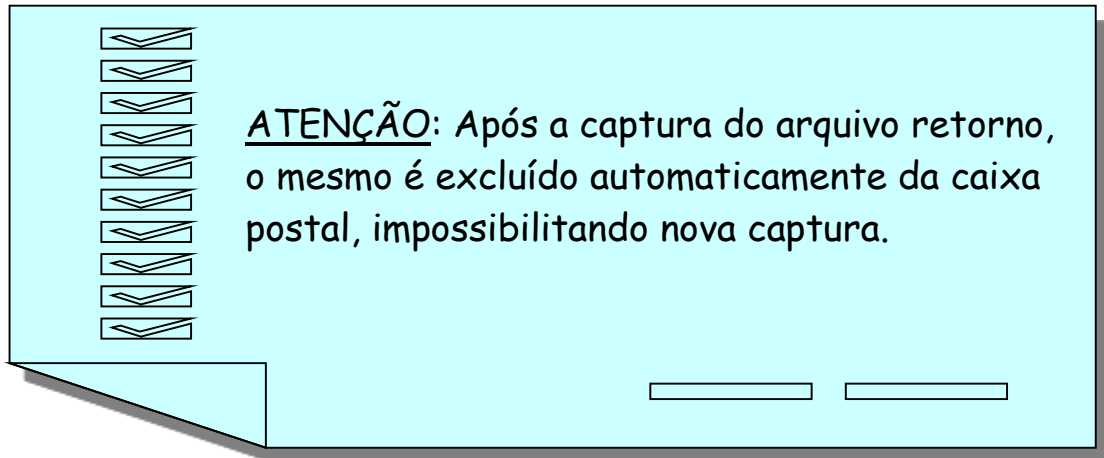 ATENÇÃO: Após a captura do arquivo retorno,
o mesmo é excluído automaticamente da caixa
postal, impossibilitando nova captura.